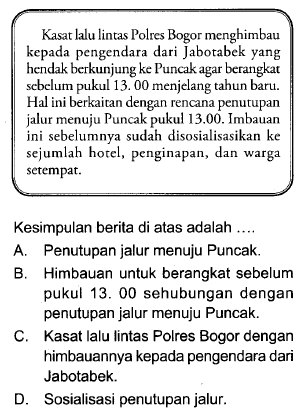 Kasat lalu lintas Polres Bogor menghimbau
kepada pengendara dari Jabotabek yang
hendak berkunjung ke Puncak agar berangkat
sebelum pukul 13. 00 menjelang tahun baru.
Hal ini berkaitan dengan rencana penutupan
jalur menuju Puncak pukul 13.00. Imbauan
ini sebelumnya sudah disosialisasikan ke
sejumlah hotel, penginapan, dan warga
setempat.
Kesimpulan berita di atas adalah ....
A. Penutupan jalur menuju Puncak.
B. Himbauan untuk berangkat sebelum
pukul 13. 00 sehubungan dengan
penutupan jalur menuju Puncak.
C. Kasat lalu lintas Polres Bogor dengan
himbauannya kepada pengendara dari
Jabotabek.
D. Sosialisasi penutupan jalur.